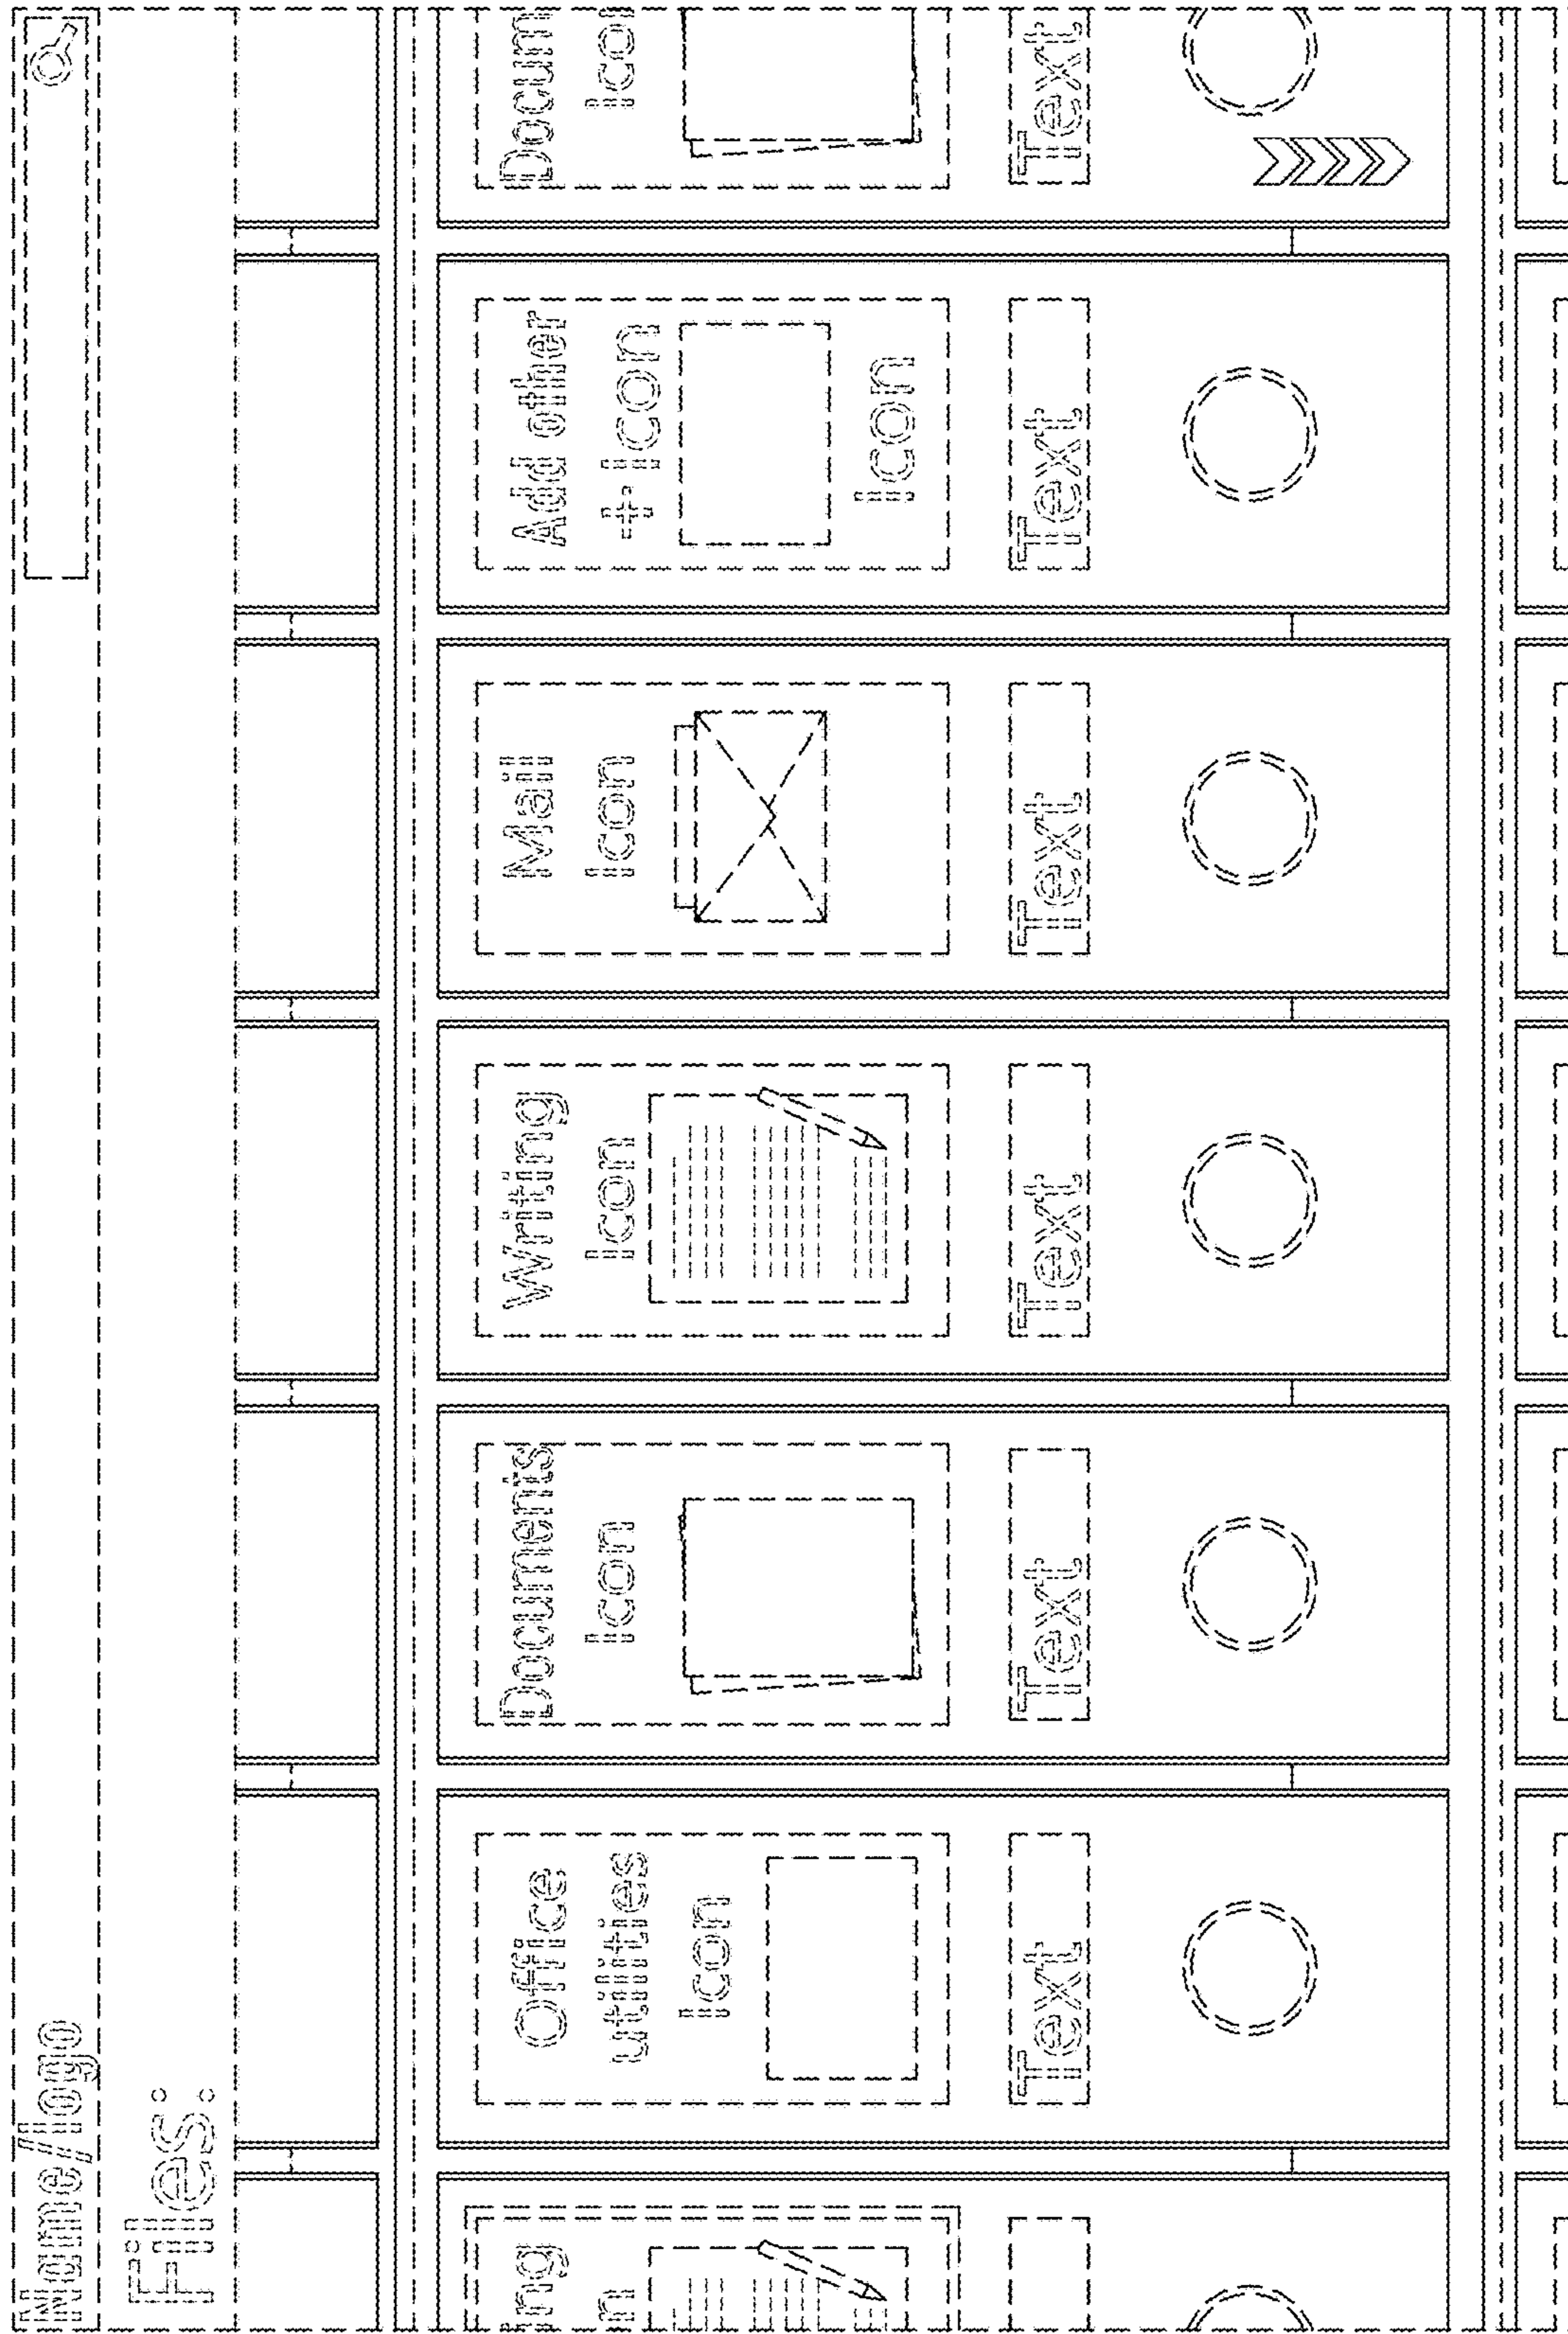 Name/logo
Files:
ing
n
Office
utilities
Icon
Text
Documents
Icon
Text
Writing
Icon
Text
Mail
Icon
Text
Add other
+ Icon
Icon
Text
Docum
Icon
Text